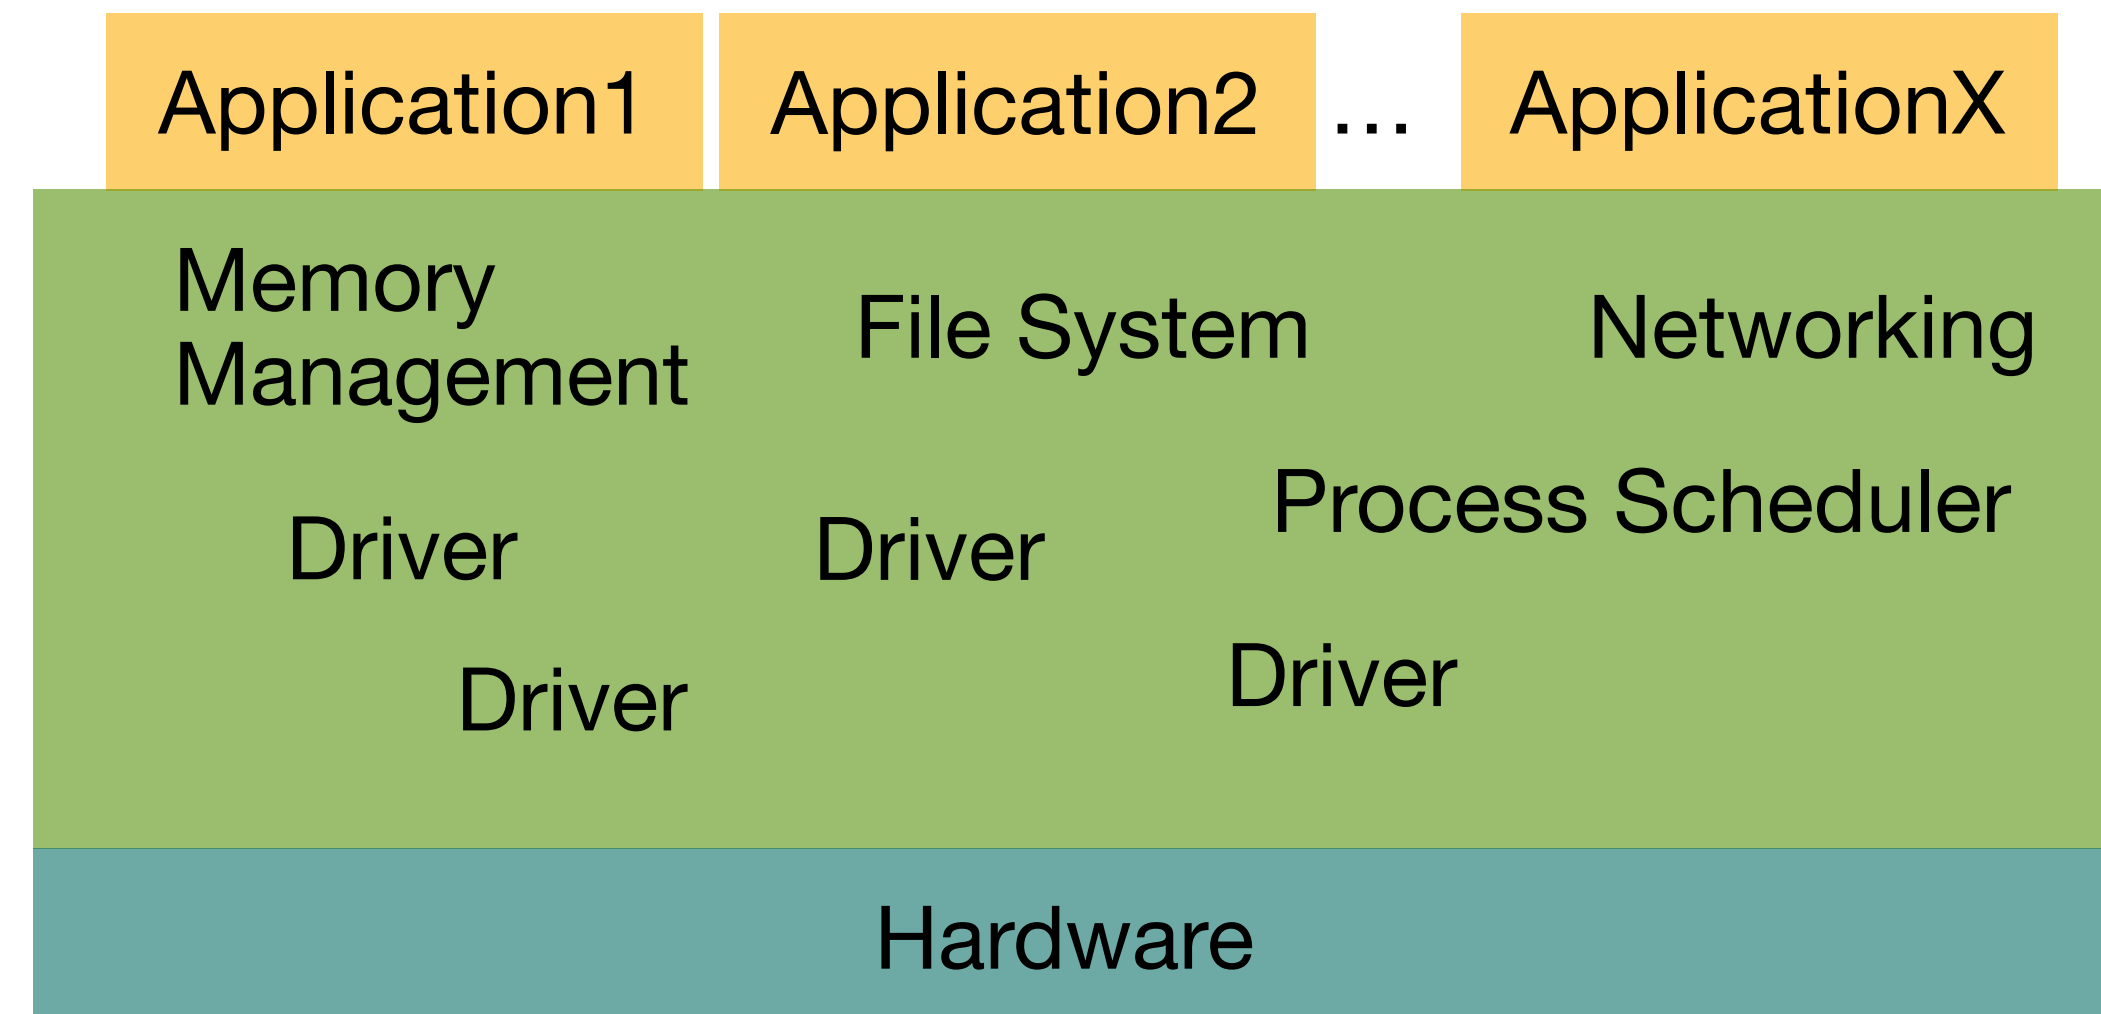 Application1
Application2
...
ApplicationX
Memory
Management
File System
Networking
Process Scheduler
Driver
Driver
Driver
Driver
Hardware